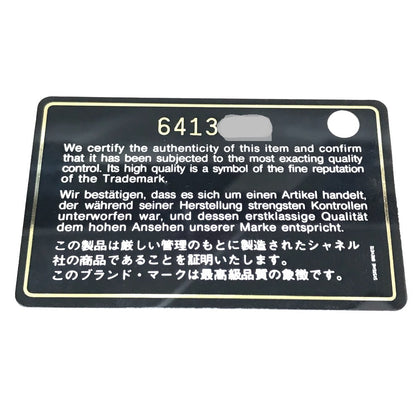 6413
We certify the authenticity of this item and confirm
that it has been subjected to the most exacting quality
control. Its high quality is a symbol of the fine reputation
of the Trademark.
Wir bestätigen, dass es sich um einen Artikel handelt,
der während seiner Herstellung strengsten Kontrollen
unterworfen war, und dessen erstklassige Qualität
dem hohen Ansehen unserer Marke entspricht.
この製品は厳しい管理のもとに製造されたシャネル
社の商品であることを証明いたします。
このブランド・マークは最高級品質の象徴です。